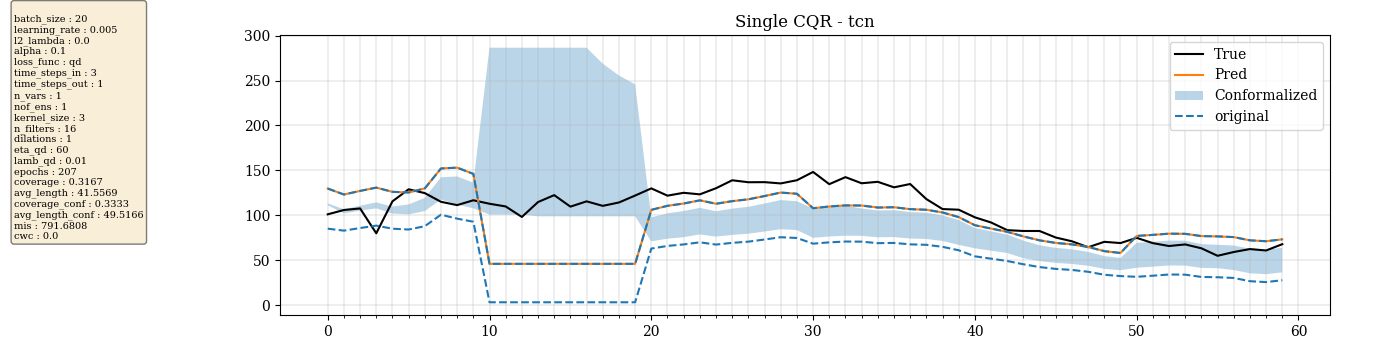 batch_size : 20
learning_rate : 0.005
l2_lambda : 0.0
alpha : 0.1
loss_func : qd
time_steps_in : 3
time_steps_out : 1
n_vars : 1
nof_ens : 1
kernel_size : 3
n_filters : 16
dilations : 1
eta_qd : 60
lamb_qd : 0.01
epochs : 207
coverage : 0.3167
avg_length : 41.5569
coverage_conf : 0.3333
avg_length_conf : 49.5166
mis : 791.6808
cwc : 0.0
Single CQR - tcn
300
250
200
150
100
50
0
True
Pred
Conformalized
original
0 10 20 30 40 50 60